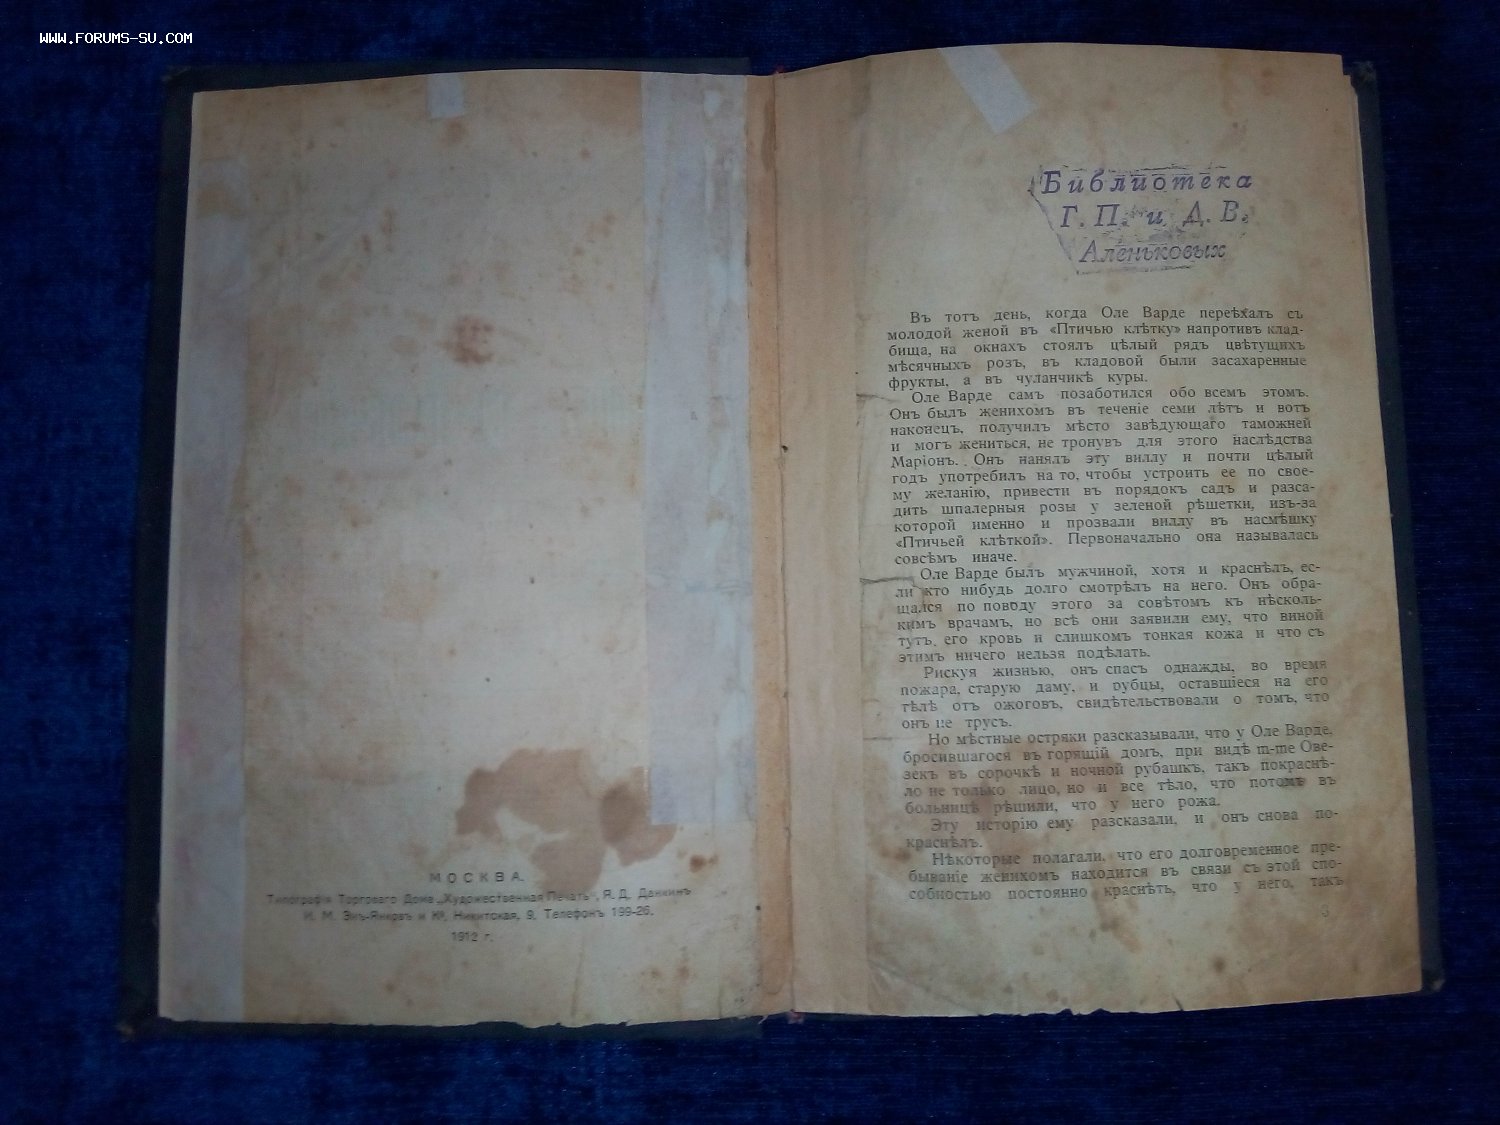 WWW.FORUMS-SU.COM
МОСКВА.
Типографія Торговаго Дома „Художественная Печать“, Я. Д. Данкинъ
И. М. Эль-Янковъ и Кº, Никитская, 9. Телефонъ 199-26.
1912 г.
Библиотека
Г. П. и Д. В.
Аленьковых
Въ тотъ день, когда Оле Варде переѣхалъ съ
молодой женой въ «Птичью клѣтку» напротивъ клад-
бища, на окнахъ стоялъ цѣлый рядъ цвѣтущихъ
мѣсячныхъ розъ, въ кладовой были засахаренные
фрукты, а въ чуланчикѣ куры.
Оле Варде самъ позаботился обо всемъ этомъ.
Онъ былъ женихомъ въ теченіе семи лѣтъ и вотъ
наконецъ, получилъ мѣсто завѣдующаго таможней
и могъ жениться, не тронувъ для этого наслѣдства
Маріонъ. Онъ нанялъ эту виллу и почти цѣлый
годъ употребилъ на то, чтобы устроить ее по свое-
му желанію, привести въ порядокъ садъ и разса-
дить шпалерныя розы у зеленой рѣшетки, изъ-за
которой именно и прозвали виллу въ насмѣшку
«Птичьей клѣткой». Первоначально она называлась
совсѣмъ иначе.
Оле Варде былъ мужчиной, хотя и краснѣлъ, ес-
ли кто нибудь долго смотрѣлъ на него. Онъ обра-
щался по поводу этого за совѣтомъ къ нѣсколь-
кимъ врачамъ, но всѣ они заявили ему, что виной
тутъ его кровь и слишкомъ тонкая кожа и что съ
этимъ ничего нельзя подѣлать.
Рискуя жизнью, онъ спасъ однажды, во время
пожара, старую даму, и рубцы, оставшіеся на его
тѣлѣ отъ ожоговъ, свидѣтельствовали о томъ, что
онъ не трусъ.
Но мѣстные остряки разсказывали, что у Оле Варде,
бросившагося въ горящій домъ, при видѣ m-me Ове-
зекъ въ сорочкѣ и ночной рубашкѣ, такъ покраснѣ-
ло не только лицо, но и все тѣло, что потомъ въ
больницѣ рѣшили, что у него рожа.
Эту исторію ему разсказали, и онъ снова по-
краснѣлъ.
Нѣкоторые полагали, что его долговременное пре-
бываніе женихомъ находится въ связи съ этой спо-
собностью постоянно краснѣть, что у него, такъ